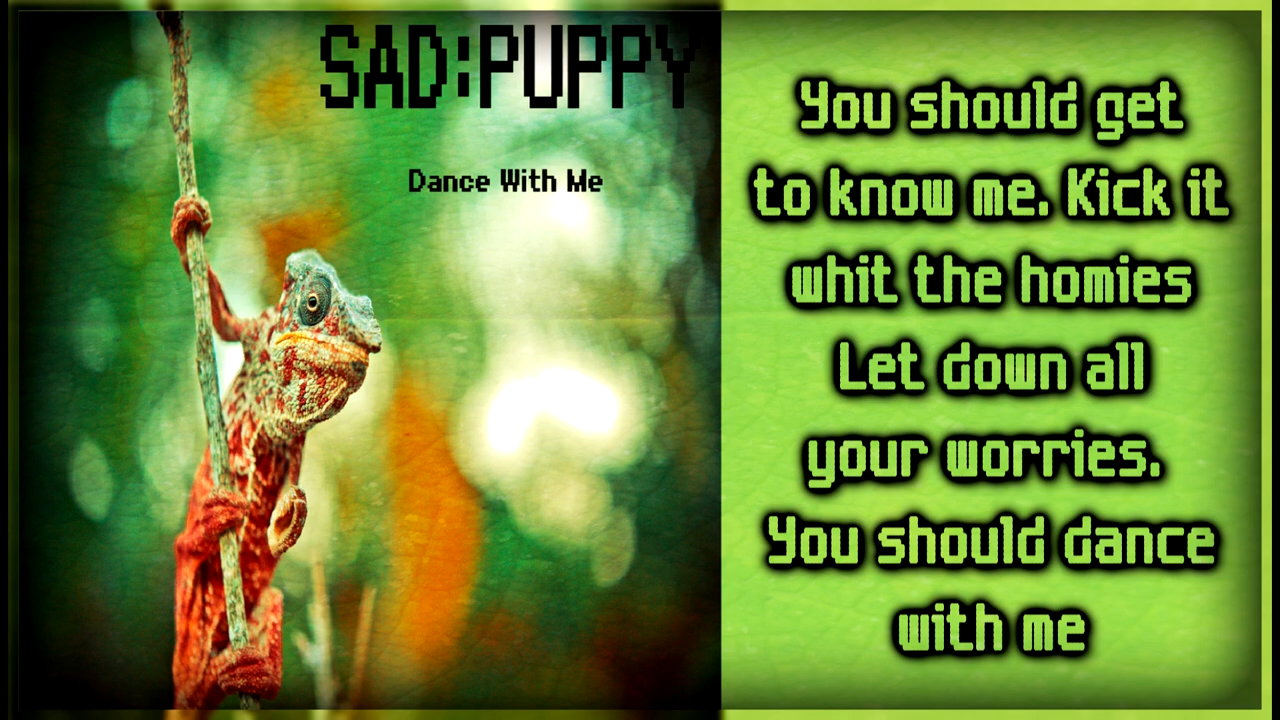 SAD:PUPPY
Dance With Me
You should get
to know me. Kick it
whit the homies
Let down all
your worries.
You should dance
with me